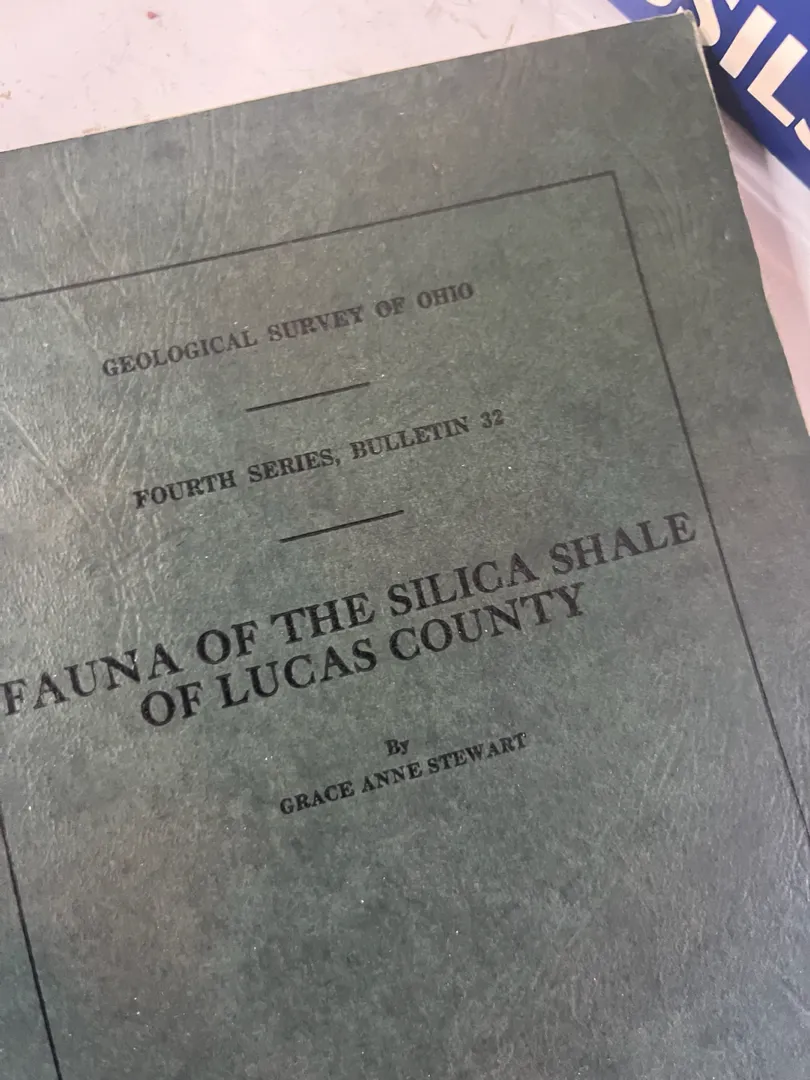 GEOLOGICAL SURVEY OF OHIO
FOURTH SERIES, BULLETIN 32
FAUNA OF THE SILICA SHALE
OF LUCAS COUNTY
By
GRACE ANNE STEWART